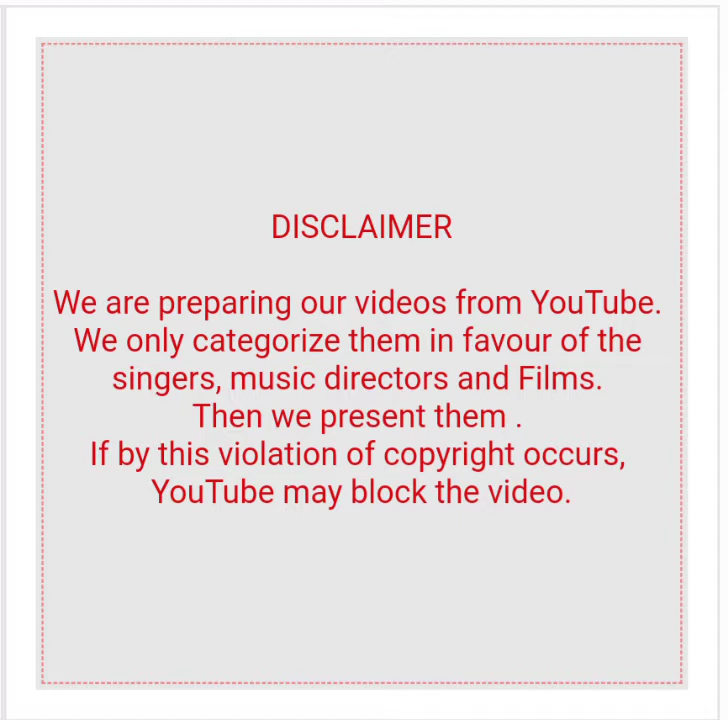 DISCLAIMER
We are preparing our videos from YouTube.
We only categorize them in favour of the
singers, music directors and Films.
Then we present them .
If by this violation of copyright occurs,
YouTube may block the video.